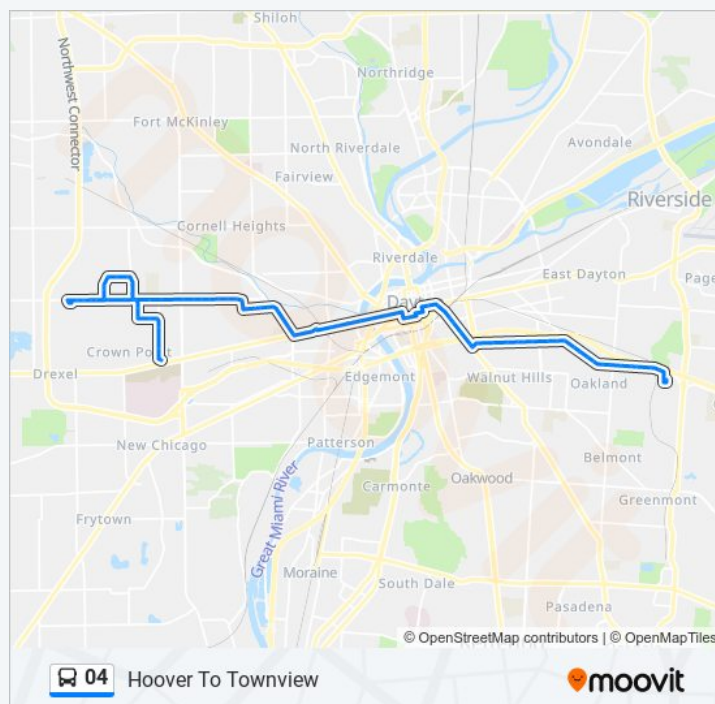 Shiloh
Northridge
Northwest Connector
Fort McKinley
Avondale
North Riverdale
Fairview
Riverside
Cornell Heights
Riverdale
East Dayton
Page
Dayt
Crown Point
Drexel
Edgemont
Walnut Hills
Oakland
New Chicago
Patterson
Belmont
Oakwood
Carmonte
Greenmont
Great Miami River
Frytown
Moraine
South Dale
Pasadena
© OpenStreetMap contributors | © OpenMapTiles
04 Hoover To Townview
moovit